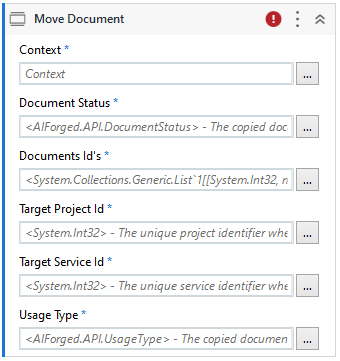 Move Document
Context *
Context
...
Document Status *
<AIForged.API.DocumentStatus> - The copied doc
...
Documents Id's *
<System.Collections.Generic.List`1[[System.Int32, n
...
Target Project Id *
<System.Int32> - The unique project identifier whe
...
Target Service Id *
<System.Int32> - The unique service identifier whe
...
Usage Type *
<AIForged.API.UsageType> - The copied documen
...